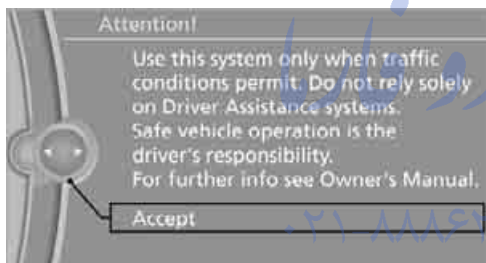 Attention!
Use this system only when traffic
conditions permit. Do not rely solely
on Driver Assistance systems.
Safe vehicle operation is the
driver's responsibility.
For further info see Owner's Manual.
Accept